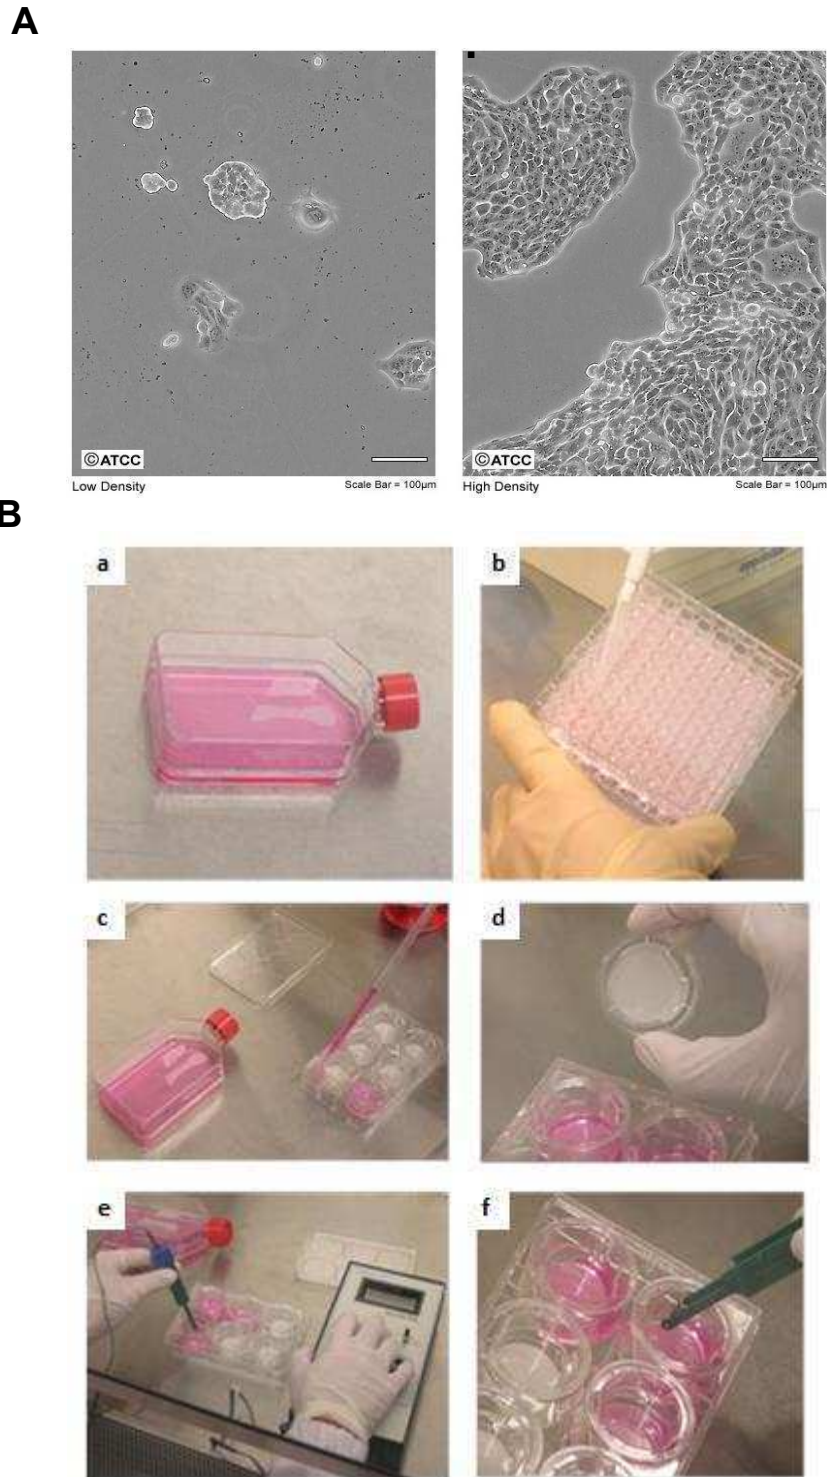 A
©ATCC
Low Density
Scale Bar = 100µm
©ATCC
High Density
Scale Bar = 100µm
B
a
b
c
d
e
f